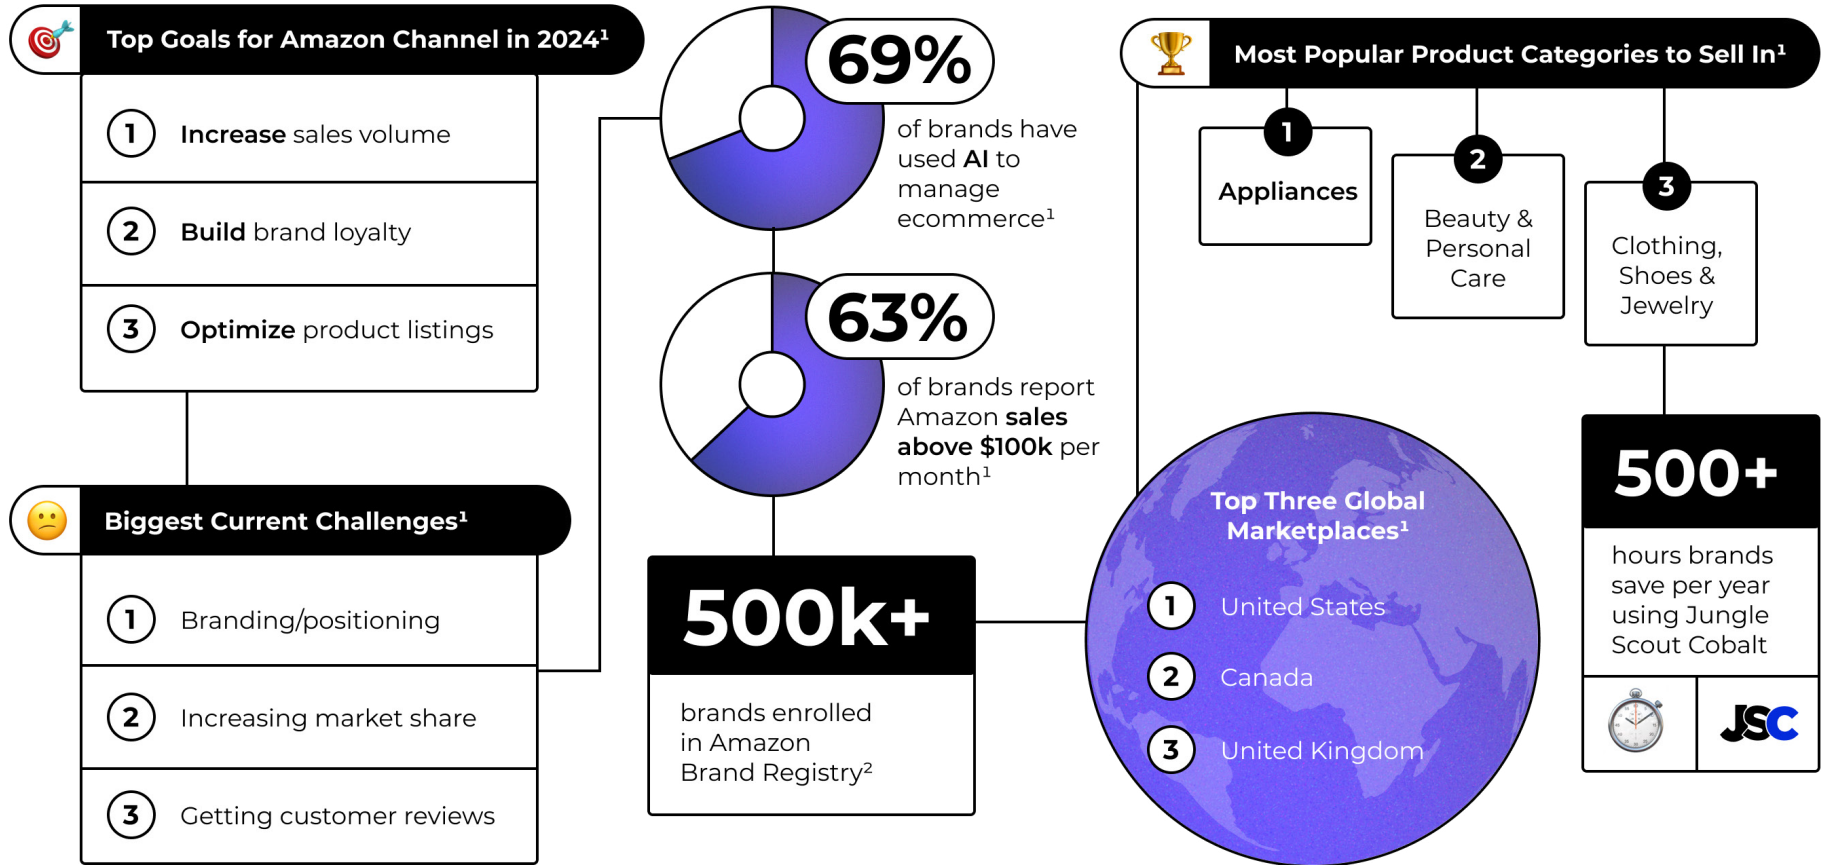 Top Goals for Amazon Channel in 2024¹
1 Increase sales volume
2 Build brand loyalty
3 Optimize product listings
Biggest Current Challenges¹
1 Branding/positioning
2 Increasing market share
3 Getting customer reviews
69%
of brands have
used AI to
manage
ecommerce¹
63%
of brands report
Amazon sales
above $100k per
month¹
500k+
brands enrolled
in Amazon
Brand Registry²
Most Popular Product Categories to Sell In¹
1
Appliances
2
Beauty &
Personal
Care
3
Clothing,
Shoes &
Jewelry
Top Three Global
Marketplaces¹
1 United States
2 Canada
3 United Kingdom
500+
hours brands
save per year
using Jungle
Scout Cobalt
JSC